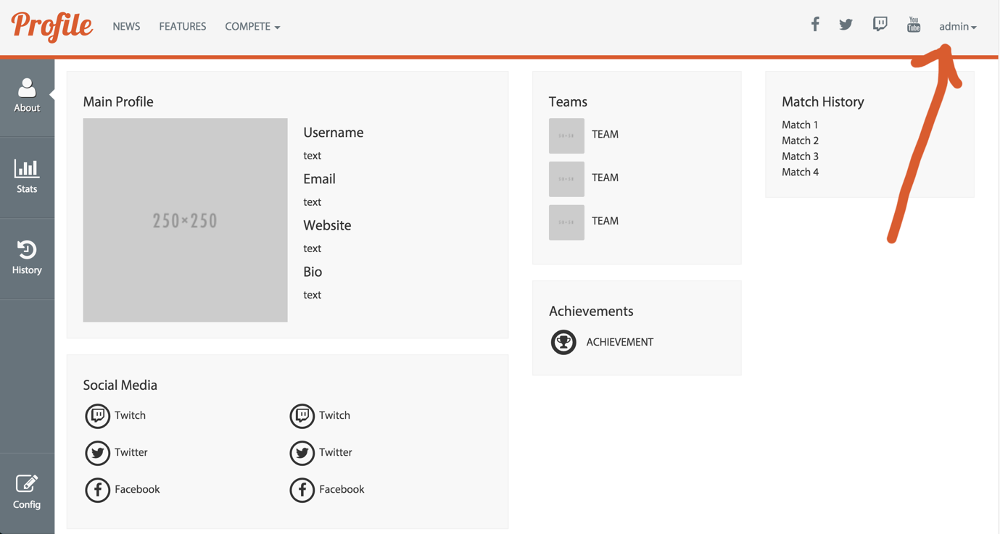 Profile NEWS FEATURES COMPETE You Tube admin
About
Stats
History
Config
Main Profile
250×250
Username
text
Email
text
Website
text
Bio
text
Social Media
Twitch Twitch
Twitter Twitter
Facebook Facebook
Teams
TEAM
TEAM
TEAM
Achievements
ACHIEVEMENT
Match History
Match 1
Match 2
Match 3
Match 4